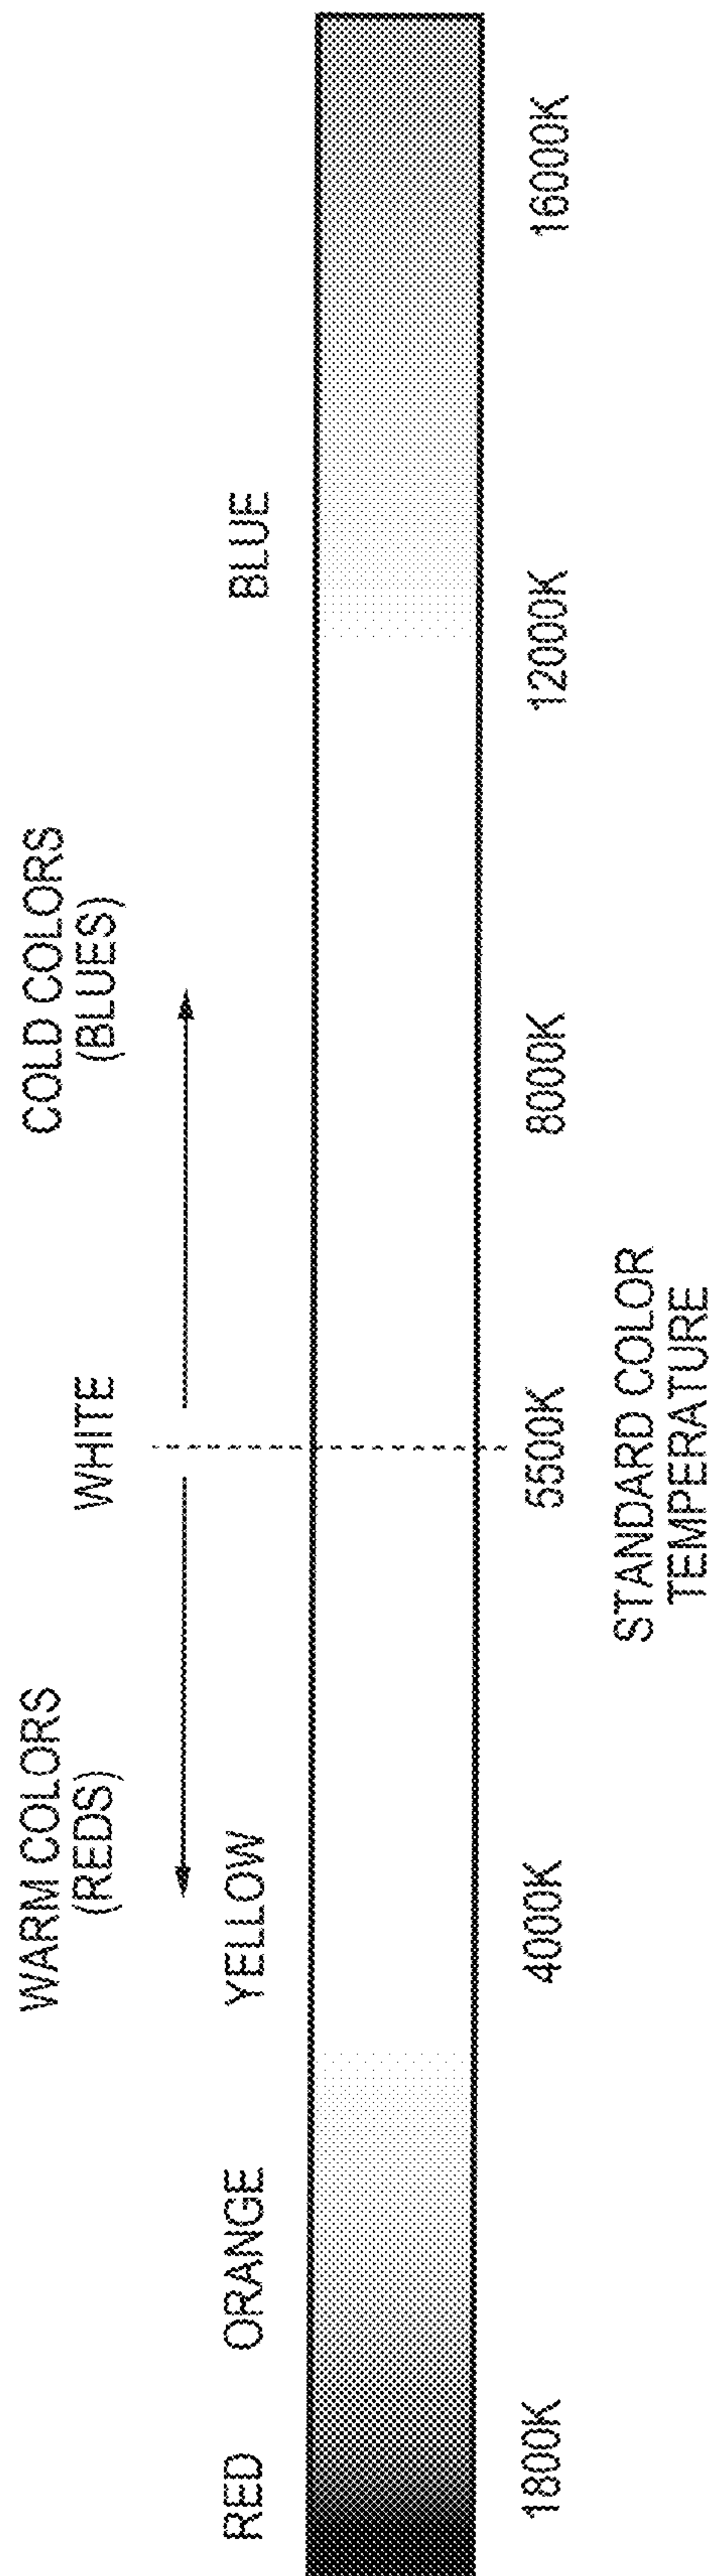 WARM COLORS
(REDS)
WHITE
COLD COLORS
(BLUES)
RED
ORANGE
YELLOW
BLUE
1800K
4000K
5500K
8000K
12000K
16000K
STANDARD COLOR
TEMPERATURE